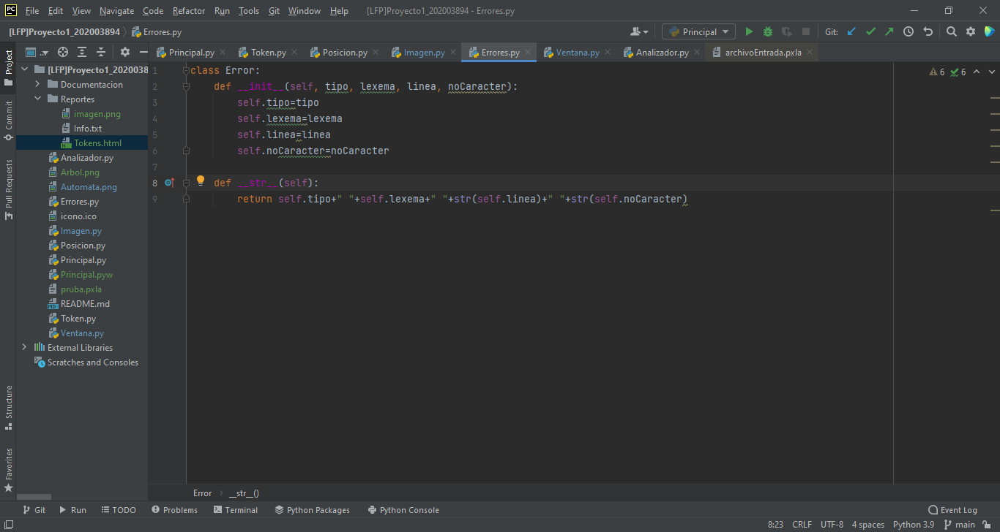 PC File Edit View Navigate Code Refactor Run Tools Git Window Help [LFP]Proyecto1_202003894 - Errores.py
[LFP]Proyecto1_202003894 Errores.py Principal Git:
Project .. Principal.py Token.py Posicion.py Imagen.py Errores.py Ventana.py Analizador.py archivoEntrada.pxla
[LFP]Proyecto1_2020038
Documentacion
Reportes
imagen.png
Info.txt
Tokens.html
Analizador.py
Arbol.png
Automata.png
Errores.py
icono.ico
Imagen.py
Posicion.py
Principal.py
Principal.pyw
pruba.pxla
README.md
Token.py
Ventana.py
External Libraries
Scratches and Consoles
Commit
Pull Requests
Structure
Favorites
1 class Error:
2 def __init__(self, tipo, lexema, linea, noCaracter):
3 self.tipo=tipo
4 self.lexema=lexema
5 self.linea=linea
6 self.noCaracter=noCaracter
7
8 def __str__(self):
9 return self.tipo+" "+self.lexema+" "+str(self.linea)+" "+str(self.noCaracter)
6 6
Error __str__()
Git Run TODO Problems Terminal Python Packages Python Console Event Log
8:23 CRLF UTF-8 4 spaces Python 3.9 main